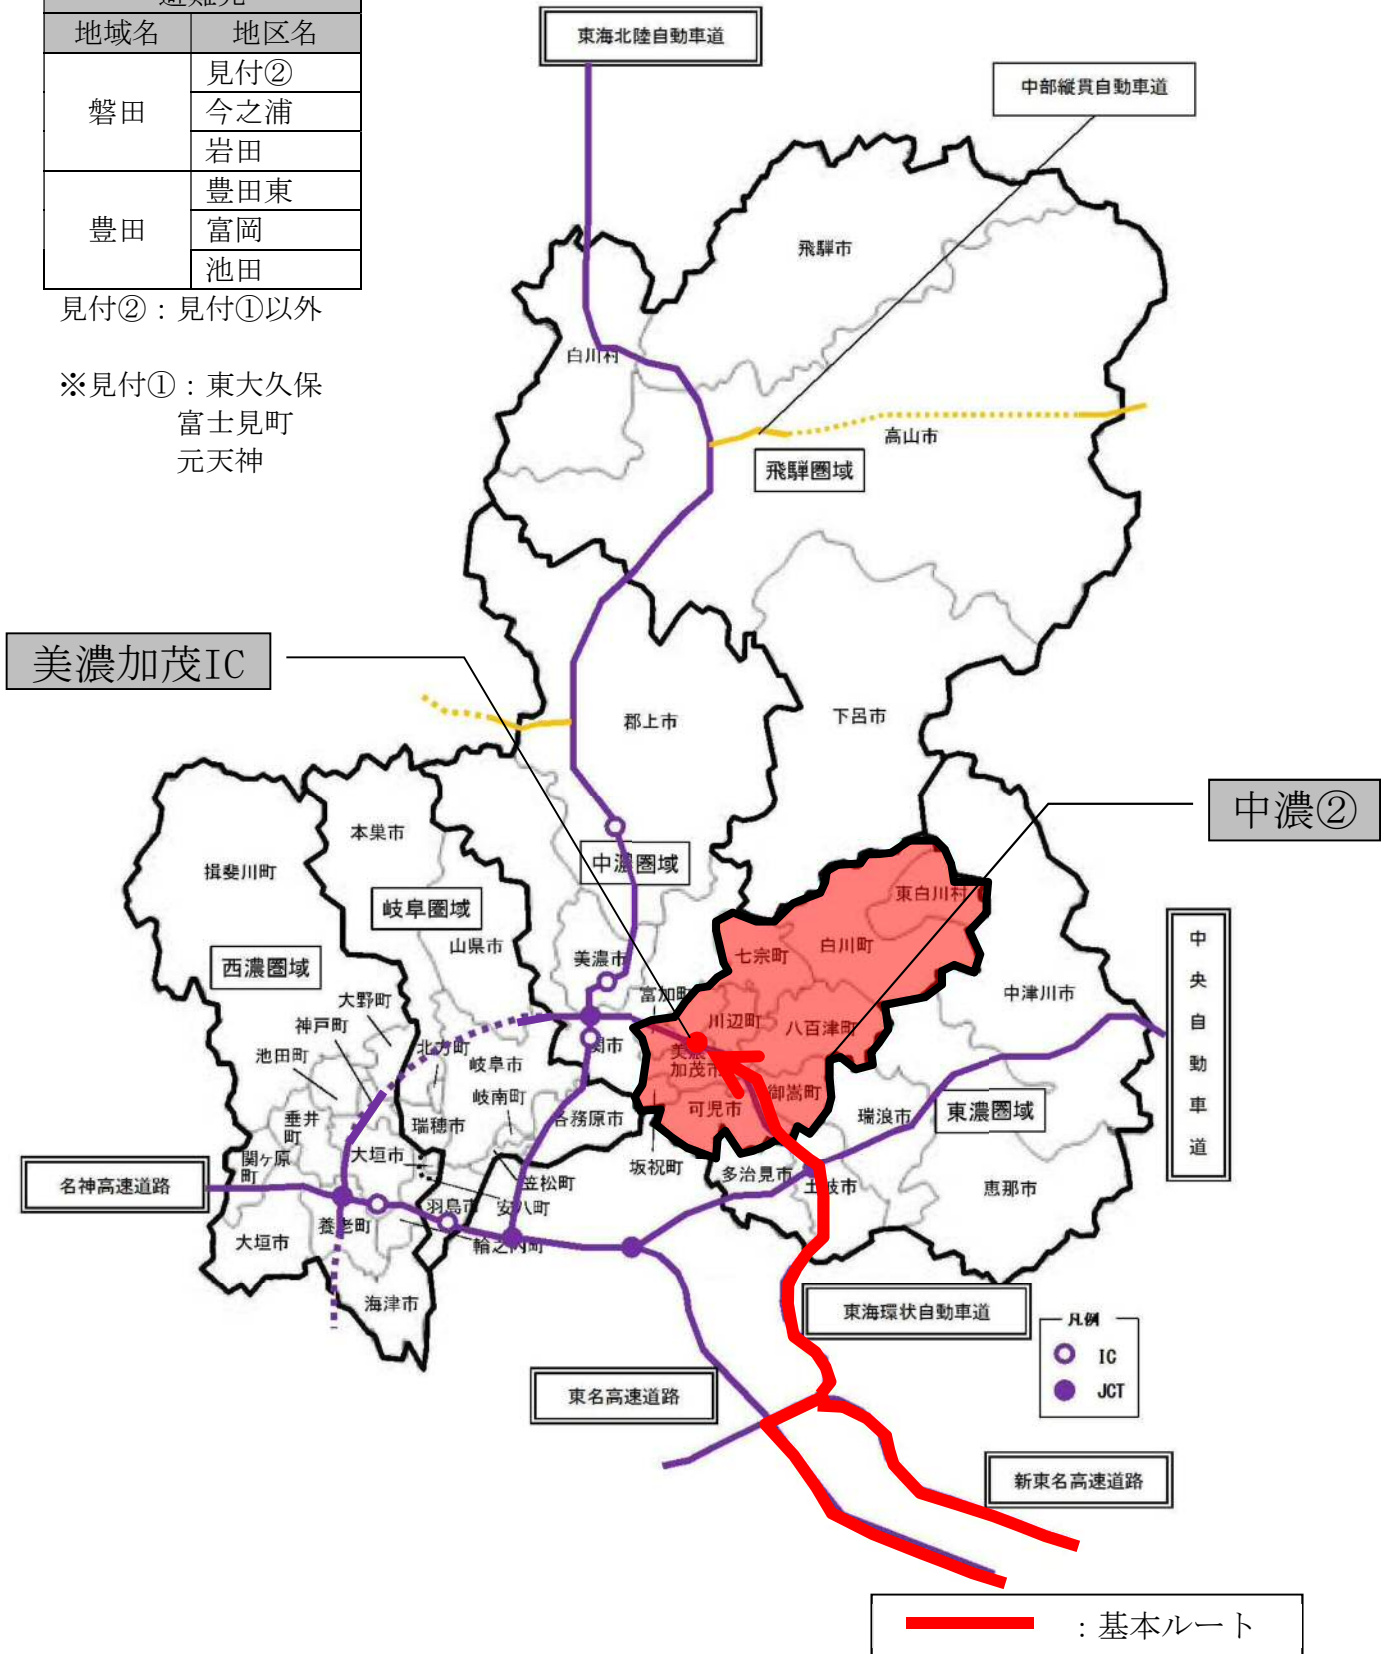 避難元
地域名 地区名
磐田
見付②
今之浦
岩田
豊田
豊田東
富岡
池田
見付②：見付①以外
※見付①：東大久保
富士見町
元天神
東海北陸自動車道
中部縦貫自動車道
飛騨市
白川村
高山市
飛騨圏域
美濃加茂IC
郡上市
下呂市
中濃②
本巣市
揖斐川町
中濃圏域
岐阜圏域
東白川村
山県市
白川町
七宗町
美濃市
西濃圏域
中央自動車道
中津川市
大野町
富加町
神戸町
川辺町
八百津町
北方町
関市
池田町
岐阜市
美濃
加茂市
岐南町
御嵩町
可児市
瑞浪市
東濃圏域
垂井
町
瑞穂市
各務原市
大垣市
関ケ原
町
坂祝町
多治見市
土岐市
恵那市
名神高速道路
笠松町
安八町
羽島市
養老町
大垣市
輪之内町
海津市
東海環状自動車道
凡例
IC
JCT
東名高速道路
新東名高速道路
：基本ルート